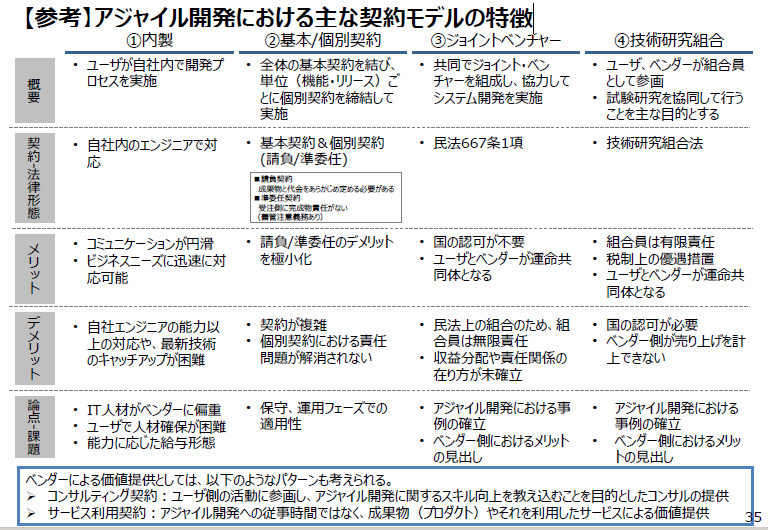 【参考】アジャイル開発における主な契約モデルの特徴
①内製
②基本/個別契約
③ジョイントベンチャー
④技術研究組合
概要
• ユーザが自社内で開発プ
ロセスを実施
• 全体の基本契約を結び、
単位（機能・リリース）ご
とに個別契約を締結して
実施
• 共同でジョイント・ベン
チャーを組成し、協力して
システム開発を実施
• ユーザ、ベンダーが組合員
として参画
• 試験研究を協同して行う
ことを主な目的とする
契約-法律形態
• 自社内のエンジニアで対
応
• 基本契約＆個別契約
(請負/準委任)
■請負契約
成果物と代金をあらかじめ定める必要がある
■準委任契約
受注側に完成物責任がない
（善管注意義務あり）
• 民法667条1項
• 技術研究組合法
メリット
• コミュニケーションが円滑
• ビジネスニーズに迅速に対
応可能
• 請負/準委任のデメリット
を極小化
• 国の認可が不要
• ユーザとベンダーが運命共
同体となる
• 組合員は有限責任
• 税制上の優遇措置
• ユーザとベンダーが運命共
同体となる
デメリット
• 自社エンジニアの能力以
上の対応や、最新技術
のキャッチアップが困難
• 契約が複雑
• 個別契約における責任
問題が解消されない
• 民法上の組合のため、組
合員は無限責任
• 収益分配や責任関係の
在り方が未確立
• 国の認可が必要
• ベンダー側が売り上げを計
上できない
論点-課題
• IT人材がベンダーに偏重
• ユーザで人材確保が困難
• 能力に応じた給与形態
• 保守、運用フェーズでの
適用性
• アジャイル開発における事
例の確立
• ベンダー側におけるメリット
の見出し
• アジャイル開発における
事例の確立
• ベンダー側におけるメリッ
トの見出し
ベンダーによる価値提供としては、以下のようなパターンも考えられる。
➢ コンサルティング契約：ユーザ側の活動に参画し、アジャイル開発に関するスキル向上を教え込むことを目的としたコンサルの提供
➢ サービス利用契約：アジャイル開発への従事時間ではなく、成果物（プロダクト）やそれを利用したサービスによる価値提供
35